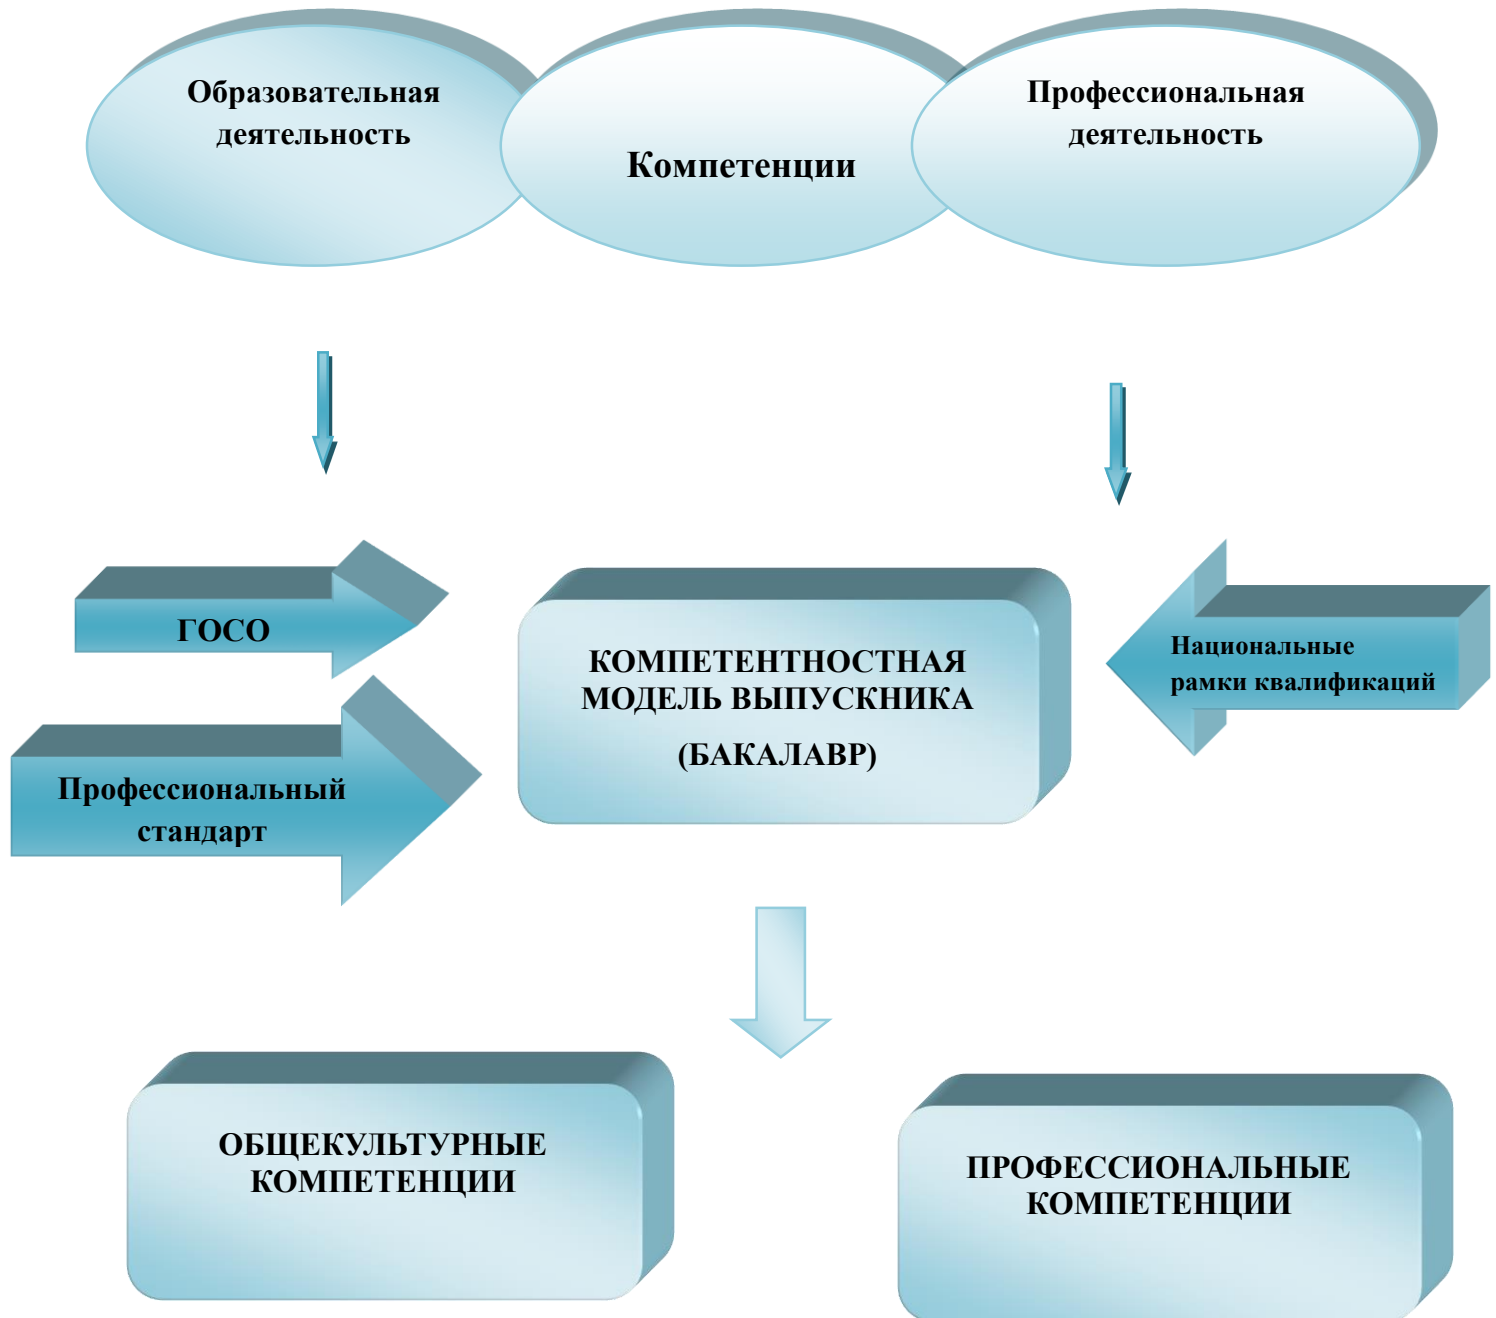 Образовательная
деятельность
Компетенции
Профессиональная
деятельность
ГОСО
Профессиональный
стандарт
КОМПЕТЕНТНОСТНАЯ
МОДЕЛЬ ВЫПУСКНИКА
(БАКАЛАВР)
Национальные
рамки квалификаций
ОБЩЕКУЛЬТУРНЫЕ
КОМПЕТЕНЦИИ
ПРОФЕССИОНАЛЬНЫЕ
КОМПЕТЕНЦИИ